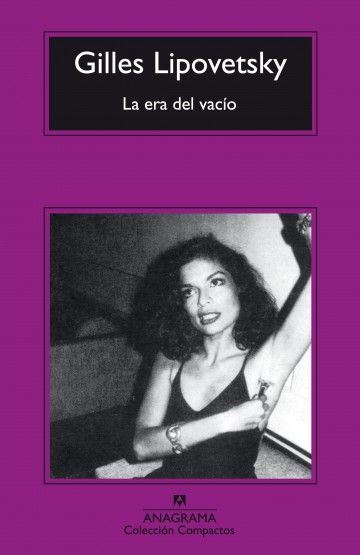 Gilles Lipovetsky
La era del vacío
ANAGRAMA
Colección Compactos